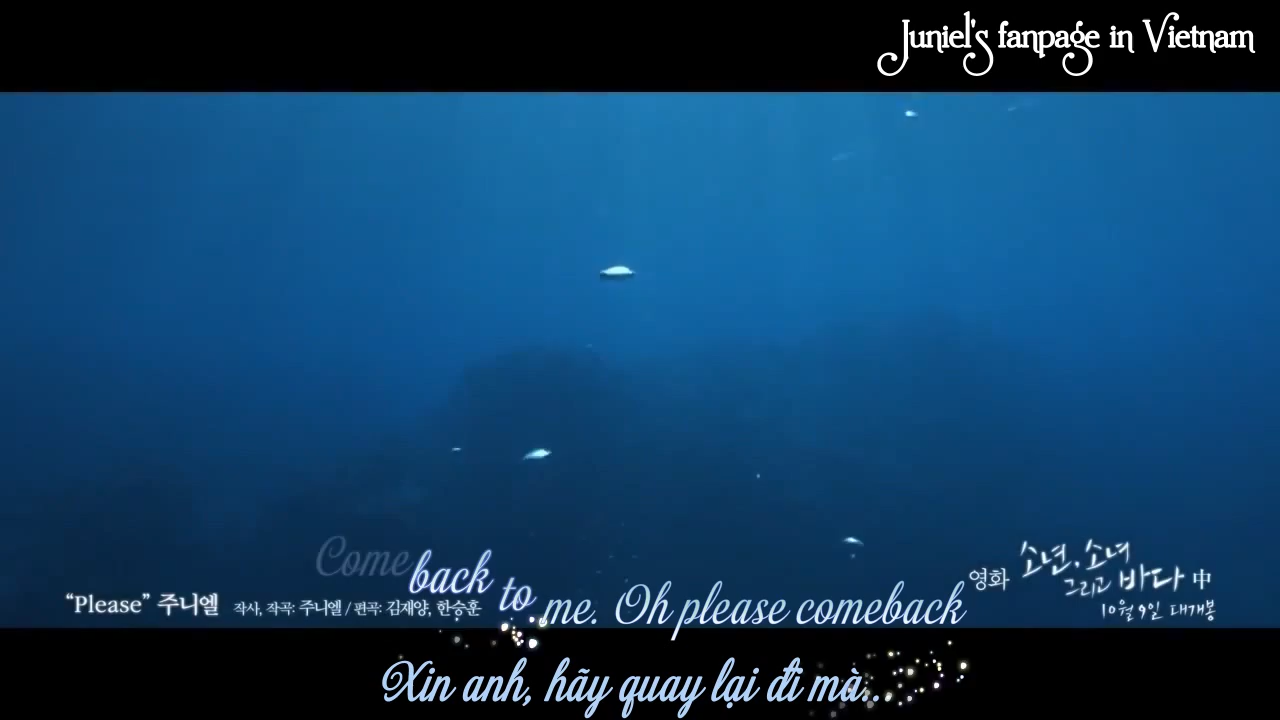 Juniel's fanpage in Vietnam
Come back to me. Oh please comeback
"Please" 주니엘 작사, 작곡: 주니엘 / 편곡: 김재양, 한승훈
영화 소년, 소녀 그리고 바다 中
10월 9일 대개봉
Xin anh, hãy quay lại đi mà...